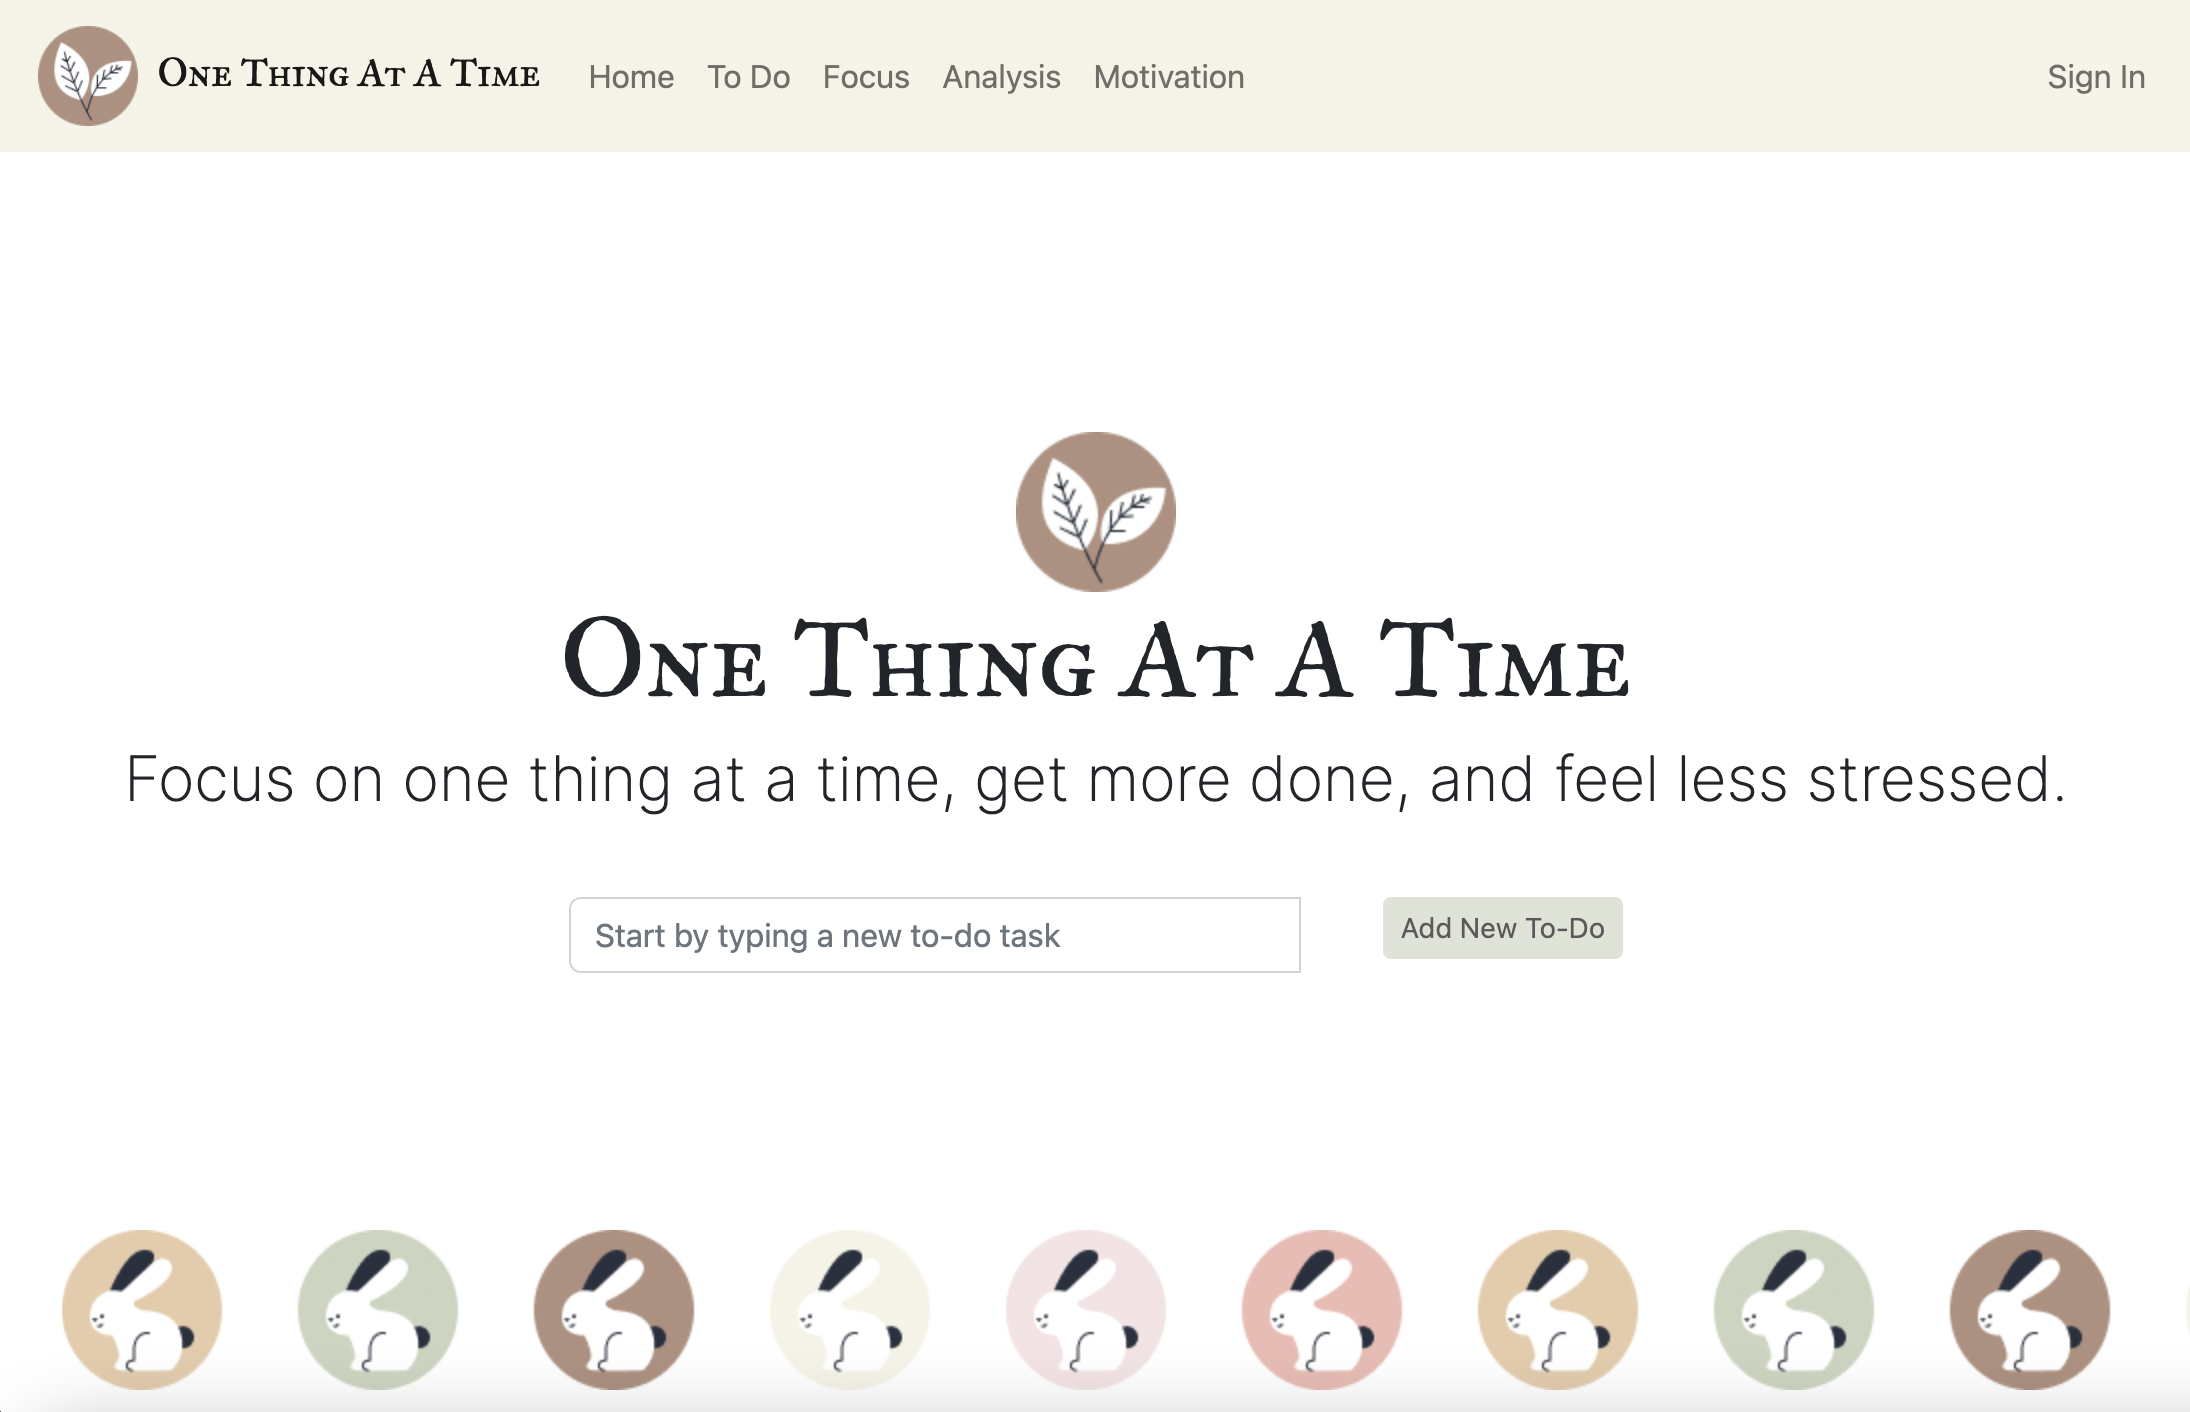 One Thing At A Time Home To Do Focus Analysis Motivation Sign In
One Thing At A Time
Focus on one thing at a time, get more done, and feel less stressed.
Start by typing a new to-do task Add New To-Do